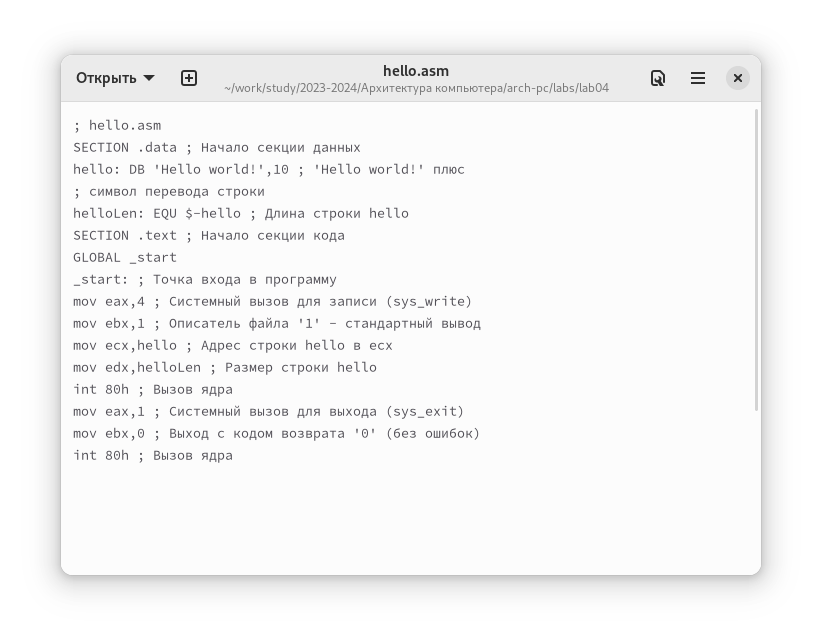 Открыть
hello.asm
~/work/study/2023-2024/Архитектура компьютера/arch-pc/labs/lab04
; hello.asm
SECTION .data ; Начало секции данных
hello: DB 'Hello world!',10 ; 'Hello world!' плюс
; символ перевода строки
helloLen: EQU $-hello ; Длина строки hello
SECTION .text ; Начало секции кода
GLOBAL _start
_start: ; Точка входа в программу
mov eax,4 ; Системный вызов для записи (sys_write)
mov ebx,1 ; Описатель файла '1' - стандартный вывод
mov ecx,hello ; Адрес строки hello в ecx
mov edx,helloLen ; Размер строки hello
int 80h ; Вызов ядра
mov eax,1 ; Системный вызов для выхода (sys_exit)
mov ebx,0 ; Выход с кодом возврата '0' (без ошибок)
int 80h ; Вызов ядра